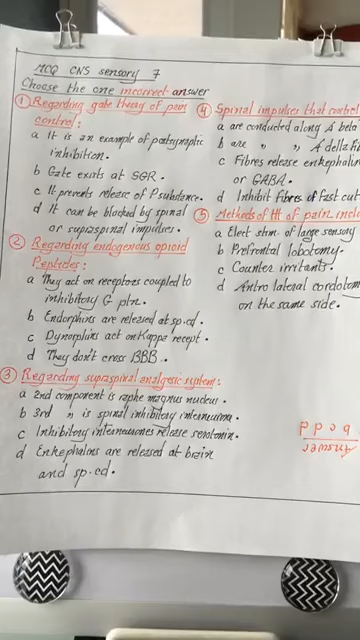 MCQ CNS sensory 7
Choose the one incorrect answer
① Regarding gate theory of pain
control:
a It is an example of postsynaptic
inhibition.
b Gate exists at SGR.
c It prevents release of P substance.
d It can be blocked by spinal
or supraspinal impulses.
② Regarding endogenous opioid
Peptides:
a They act on receptors coupled to
inhibitory G ptn.
b Endorphins are released at sp.cd.
c Dynorphins act on Kappa recept.
d They don't cross BBB.
③ Regarding supraspinal analgesic system:
a 2nd component is raphe magnus nucleus.
b 3rd " is spinal inhibitory interneurons.
c Inhibitory interneurones release serotonin.
d Enkephalins are released at brain
and sp.cd.
④ Spinal impulses that control
a are conducted along A beta
b are " " A delta
c Fibres release enkephalin
or GABA.
d Inhibit fibres of fast cut
⑤ Methods of ttt of pain
a Elect stim. of large sensory
b Prefrontal lobotomy.
c Counter irritants.
d Antro lateral cordotom
on the same side.
Answer
b c d d